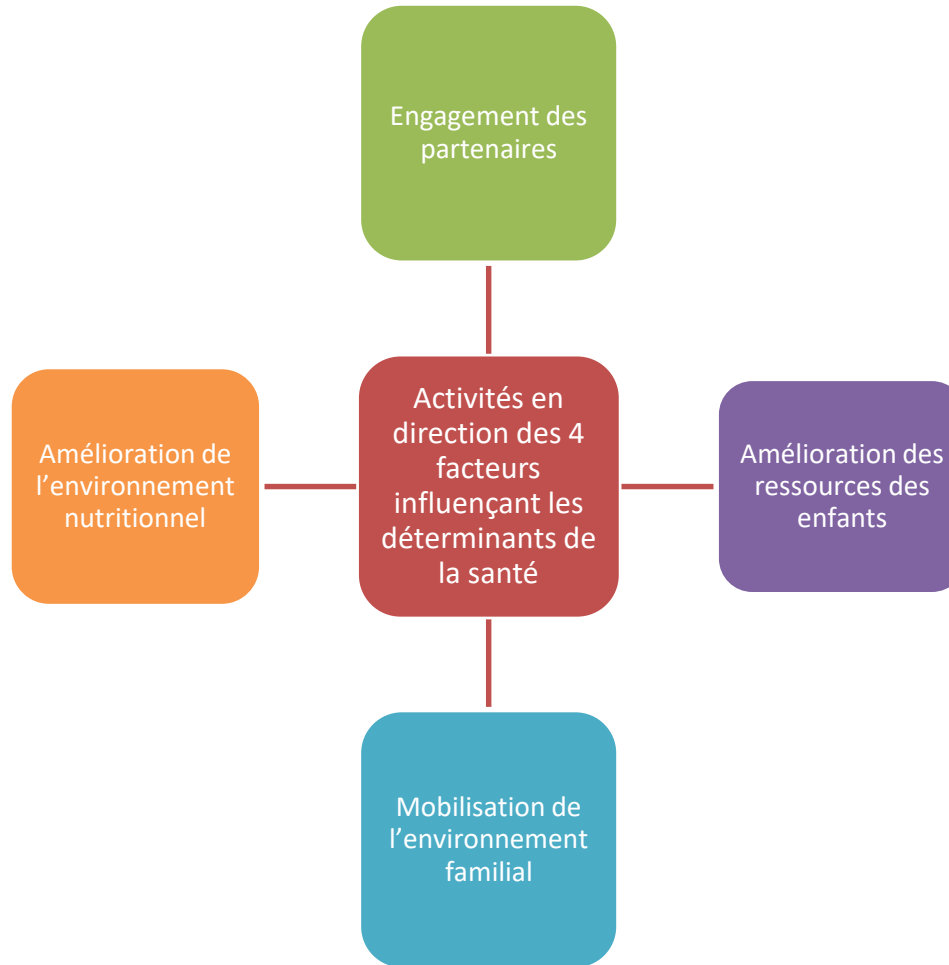 Engagement des
partenaires
Amélioration de
l’environnement
nutritionnel
Activités en
direction des 4
facteurs
influençant les
déterminants de
la santé
Amélioration des
ressources des
enfants
Mobilisation de
l’environnement
familial